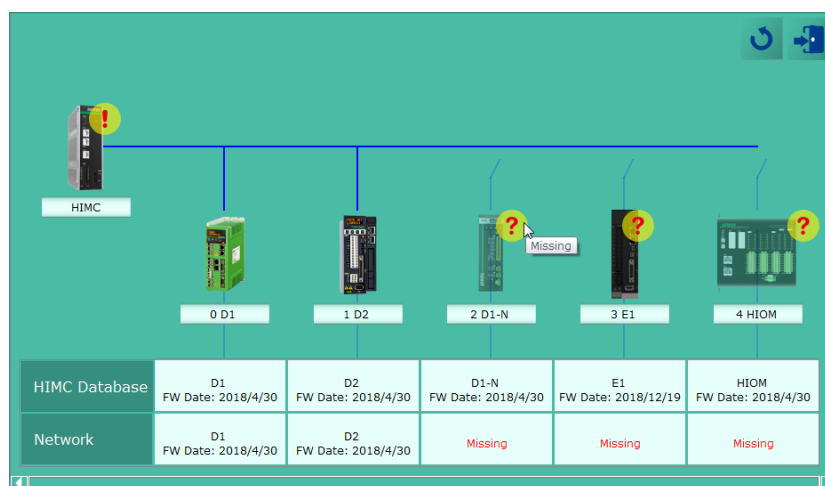 !
HIMC
?
Missing
?
?
0 D1
1 D2
2 D1-N
3 E1
4 HIOM
HIMC Database
D1
FW Date: 2018/4/30
D2
FW Date: 2018/4/30
D1-N
FW Date: 2018/4/30
E1
FW Date: 2018/12/19
HIOM
FW Date: 2018/4/30
Network
D1
FW Date: 2018/4/30
D2
FW Date: 2018/4/30
Missing
Missing
Missing